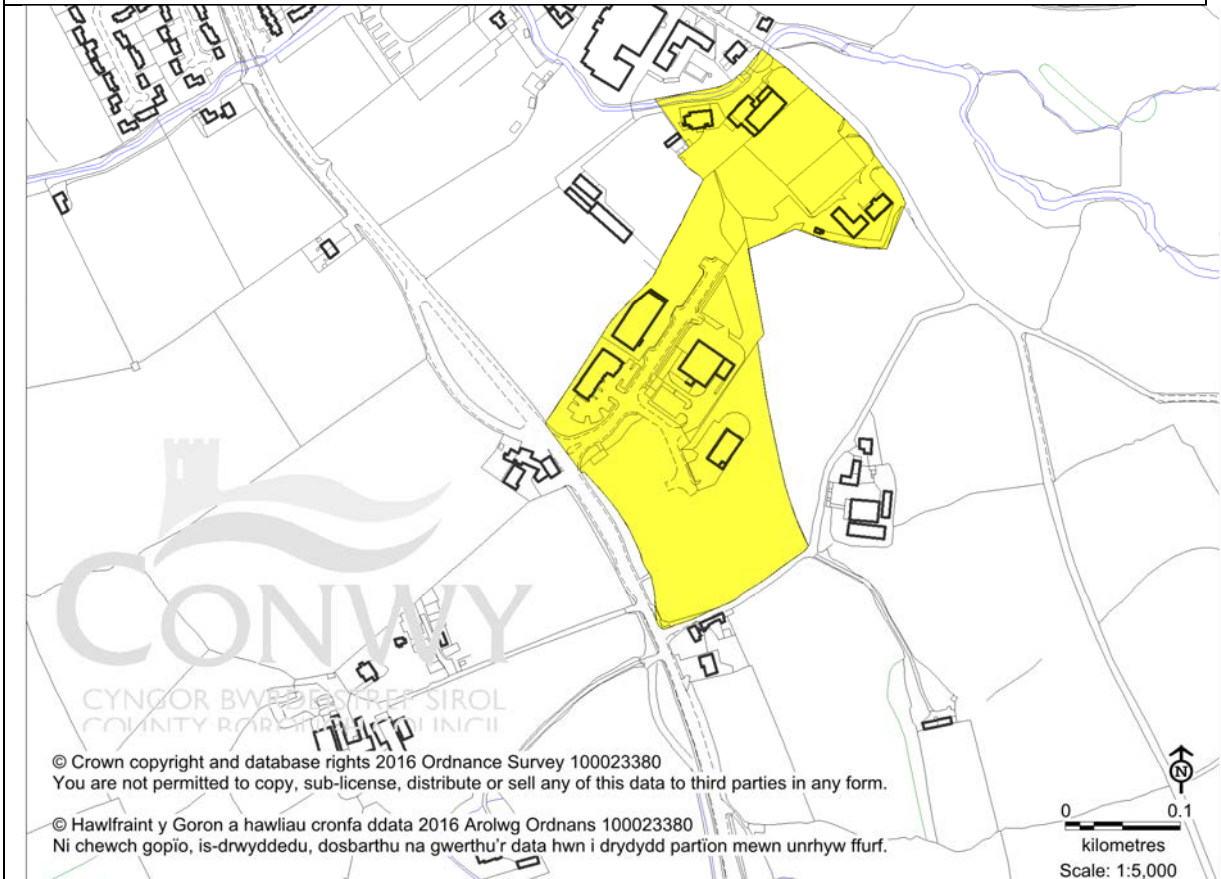 CONWY
CYNGOR BWRDEISTREF SIROL
COUNTY BOROUGH COUNCIL
© Crown copyright and database rights 2016 Ordnance Survey 100023380
You are not permitted to copy, sub-license, distribute or sell any of this data to third parties in any form.
© Hawlfraint y Goron a hawliau cronfa ddata 2016 Arolwg Ordnans 100023380
Ni chewch gopïo, is-drwyddedu, dosbarthu na gwerthu'r data hwn i drydydd partïon mewn unrhyw ffurf.
N
0 0.1
kilometres
Scale: 1:5,000